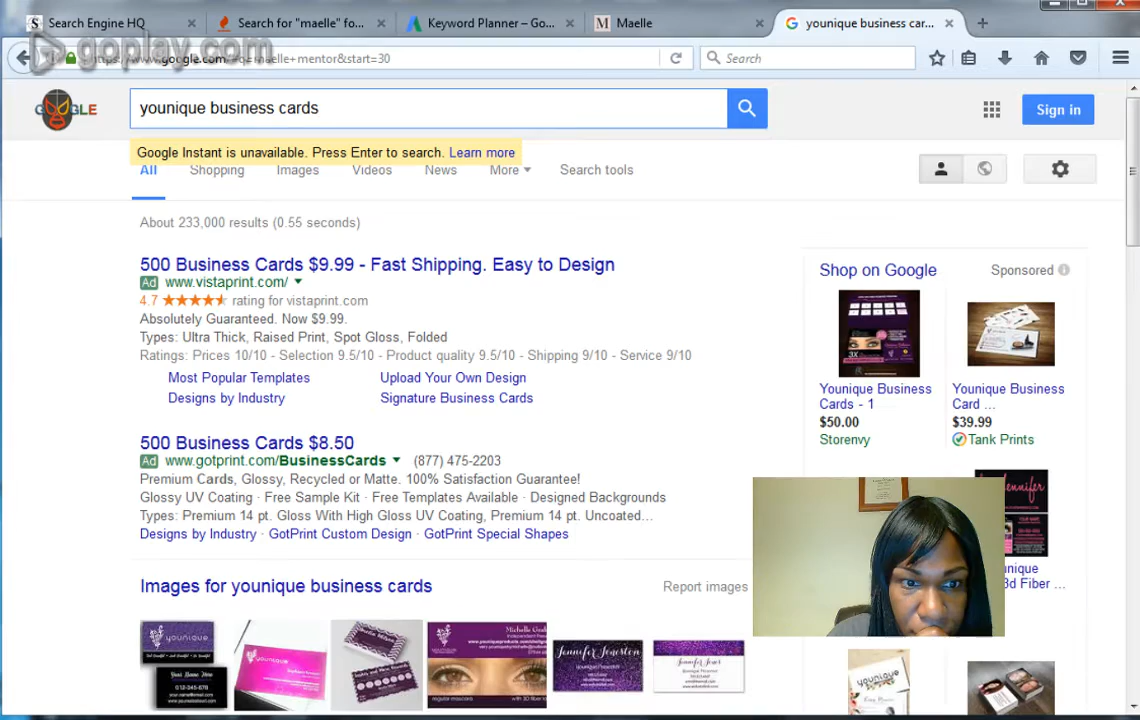 Search Engine HQ
Search for "maelle" fo...
Keyword Planner – Go...
Maelle
younique business car...
goplay.com
https://www.google.com/
maelle+mentor&start=30
Search
younique business cards
Sign in
Google Instant is unavailable. Press Enter to search. Learn more
All Shopping Images Videos News More Search tools
About 233,000 results (0.55 seconds)
500 Business Cards $9.99 - Fast Shipping. Easy to Design
Ad www.vistaprint.com/
4.7 rating for vistaprint.com
Absolutely Guaranteed. Now $9.99.
Types: Ultra Thick, Raised Print, Spot Gloss, Folded
Ratings: Prices 10/10 - Selection 9.5/10 - Product quality 9.5/10 - Shipping 9/10 - Service 9/10
Most Popular Templates Upload Your Own Design
Designs by Industry Signature Business Cards
500 Business Cards $8.50
Ad www.gotprint.com/BusinessCards (877) 475-2203
Premium Cards, Glossy, Recycled or Matte. 100% Satisfaction Guarantee!
Glossy UV Coating · Free Sample Kit · Free Templates Available · Designed Backgrounds
Types: Premium 14 pt. Gloss With High Gloss UV Coating, Premium 14 pt. Uncoated...
Designs by Industry · GotPrint Custom Design · GotPrint Special Shapes
Images for younique business cards
Report images
Shop on Google Sponsored
Younique Business
Cards - 1
$50.00
Storenvy
Younique Business
Card ...
$39.99
Tank Prints
nique
3d Fiber ...
younique
Jennifer Jenerston